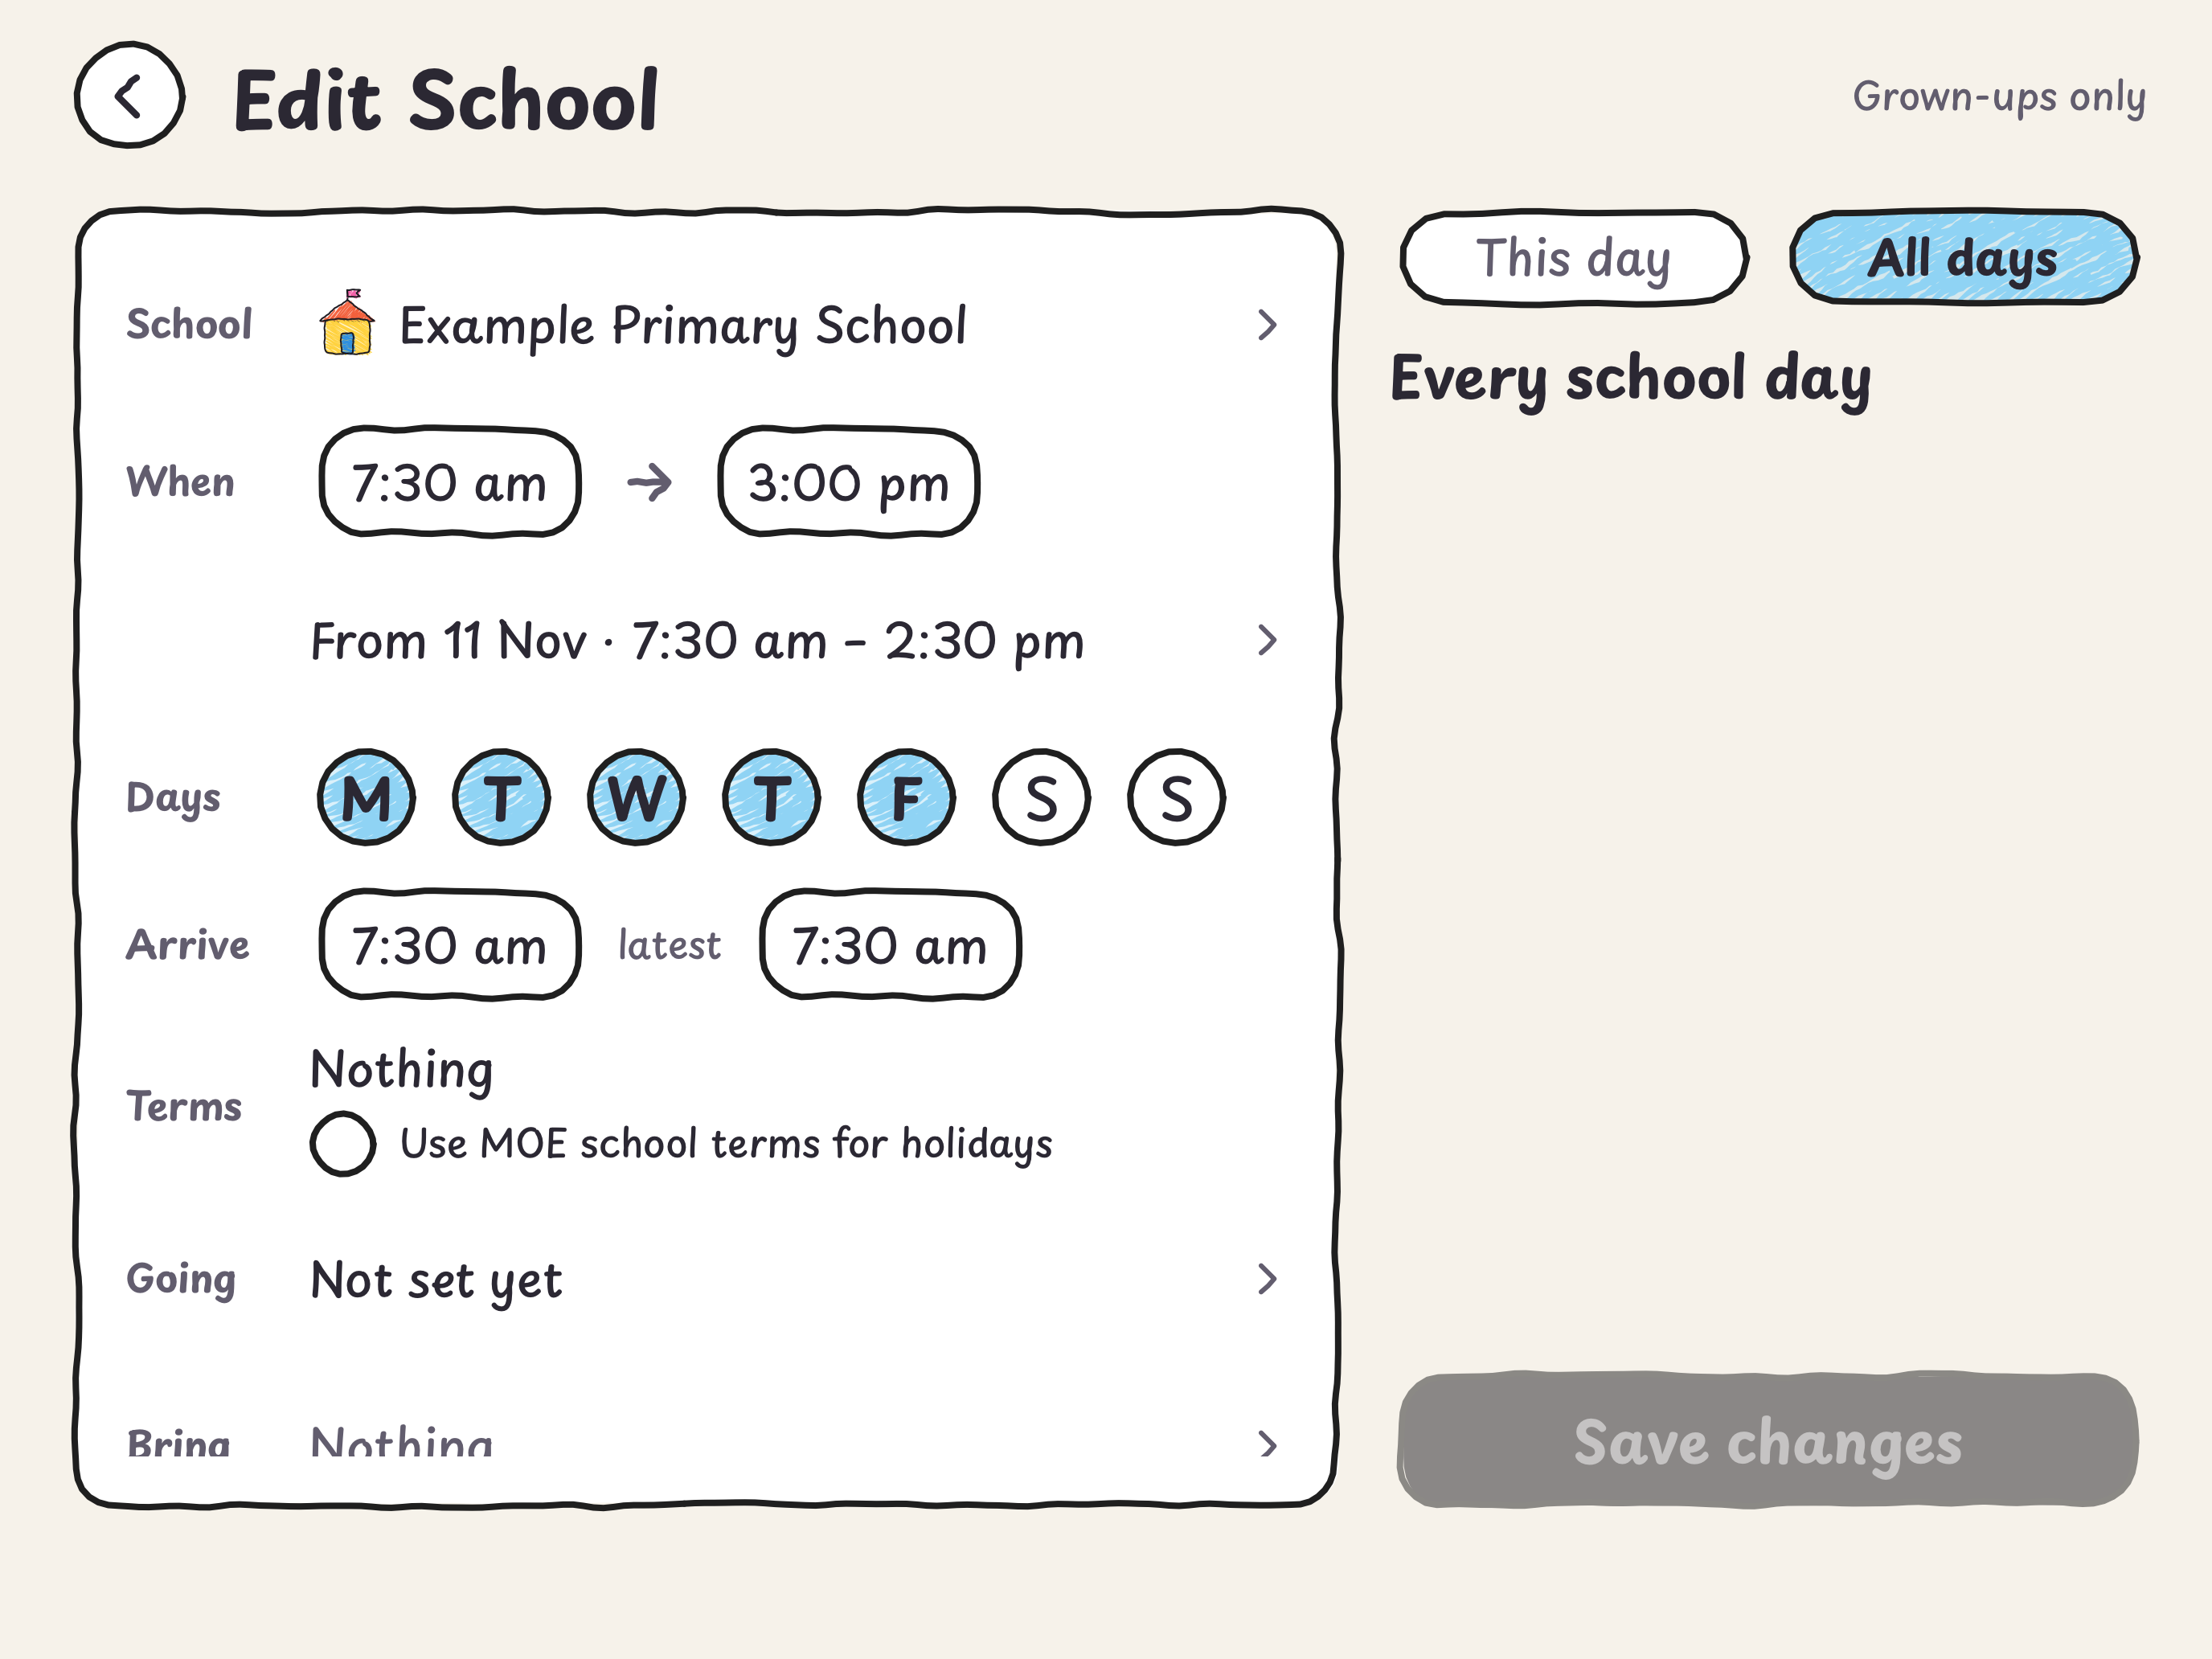 Edit School
Grown-ups only
School Example Primary School
When 7:30 am → 3:00 pm
From 11 Nov · 7:30 am – 2:30 pm
Days M T W T F S S
Arrive 7:30 am latest 7:30 am
Terms Nothing
Use MOE school terms for holidays
Going Not set yet
Bring Nothing
This day All days
Every school day
Save changes